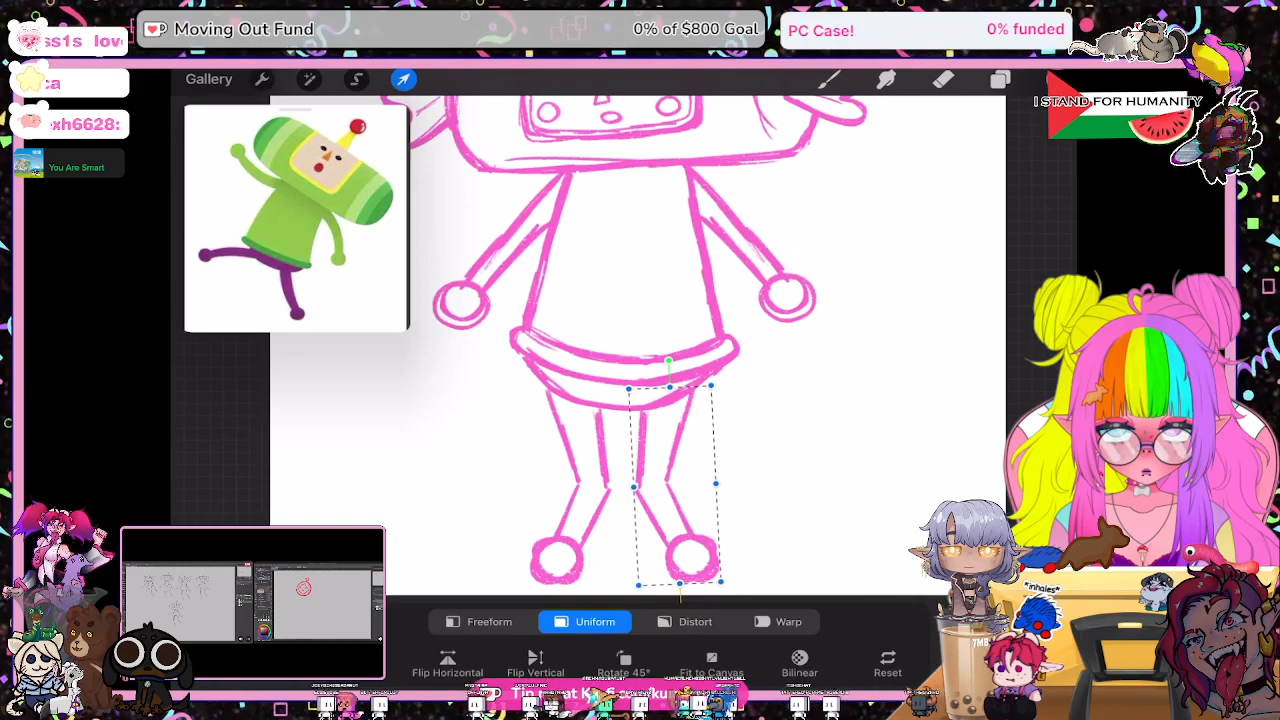 Moving Out Fund
0% of $800 Goal
PC Case!
0% funded
Gallery
I STAND FOR HUMANITY
xh6628:
You Are Smart
Freeform
Uniform
Distort
Warp
Flip Horizontal
Flip Vertical
Rotate 45°
Fit to Canvas
Bilinear
Reset
*inhales*